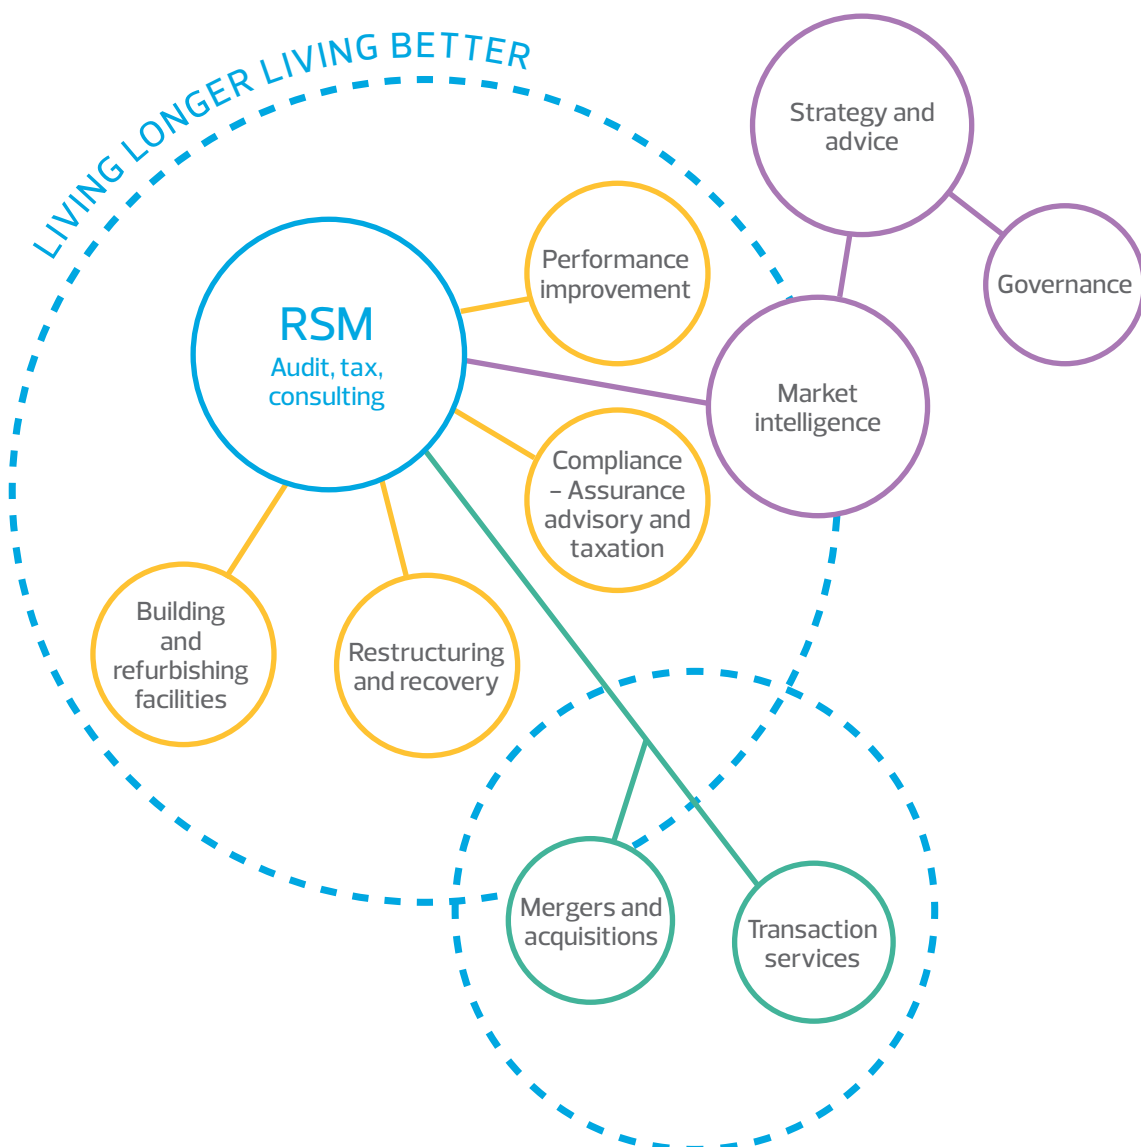 LIVING LONGER LIVING BETTER
Strategy and
advice
Governance
Performance
improvement
RSM
Audit, tax,
consulting
Market
intelligence
Compliance
– Assurance
advisory and
taxation
Building
and
refurbishing
facilities
Restructuring
and recovery
Mergers and
acquisitions
Transaction
services